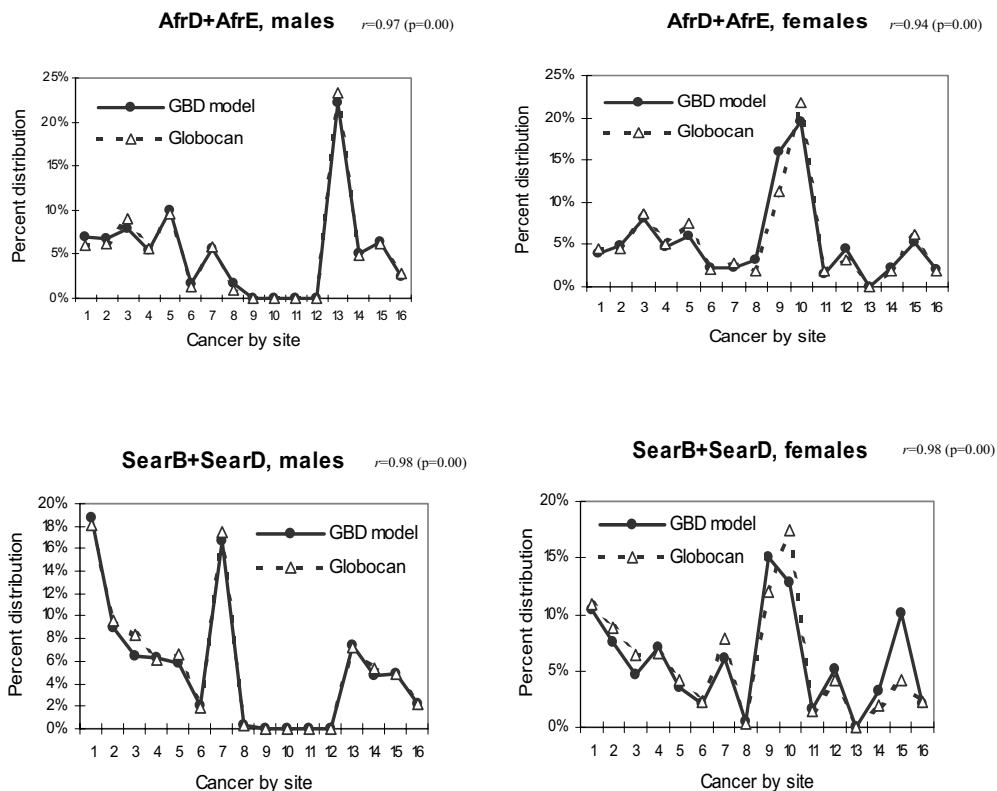 AfrD+AfrE, males r=0.97 (p=0.00)
25%
20%
15%
10%
5%
0%
Percent distribution
GBD model
Globocan
1 2 3 4 5 6 7 8 9 10 11 12 13 14 15 16
Cancer by site
AfrD+AfrE, females r=0.94 (p=0.00)
25%
20%
15%
10%
5%
0%
Percent distribution
GBD model
Globocan
1 2 3 4 5 6 7 8 9 10 11 12 13 14 15 16
Cancer by site
SearB+SearD, males r=0.98 (p=0.00)
20%
18%
16%
14%
12%
10%
8%
6%
4%
2%
0%
Percent distribution
GBD model
Globocan
1 2 3 4 5 6 7 8 9 10 11 12 13 14 15 16
Cancer by site
SearB+SearD, females r=0.98 (p=0.00)
20%
15%
10%
5%
0%
Percent distribution
GBD model
Globocan
1 2 3 4 5 6 7 8 9 10 11 12 13 14 15 16
Cancer by site